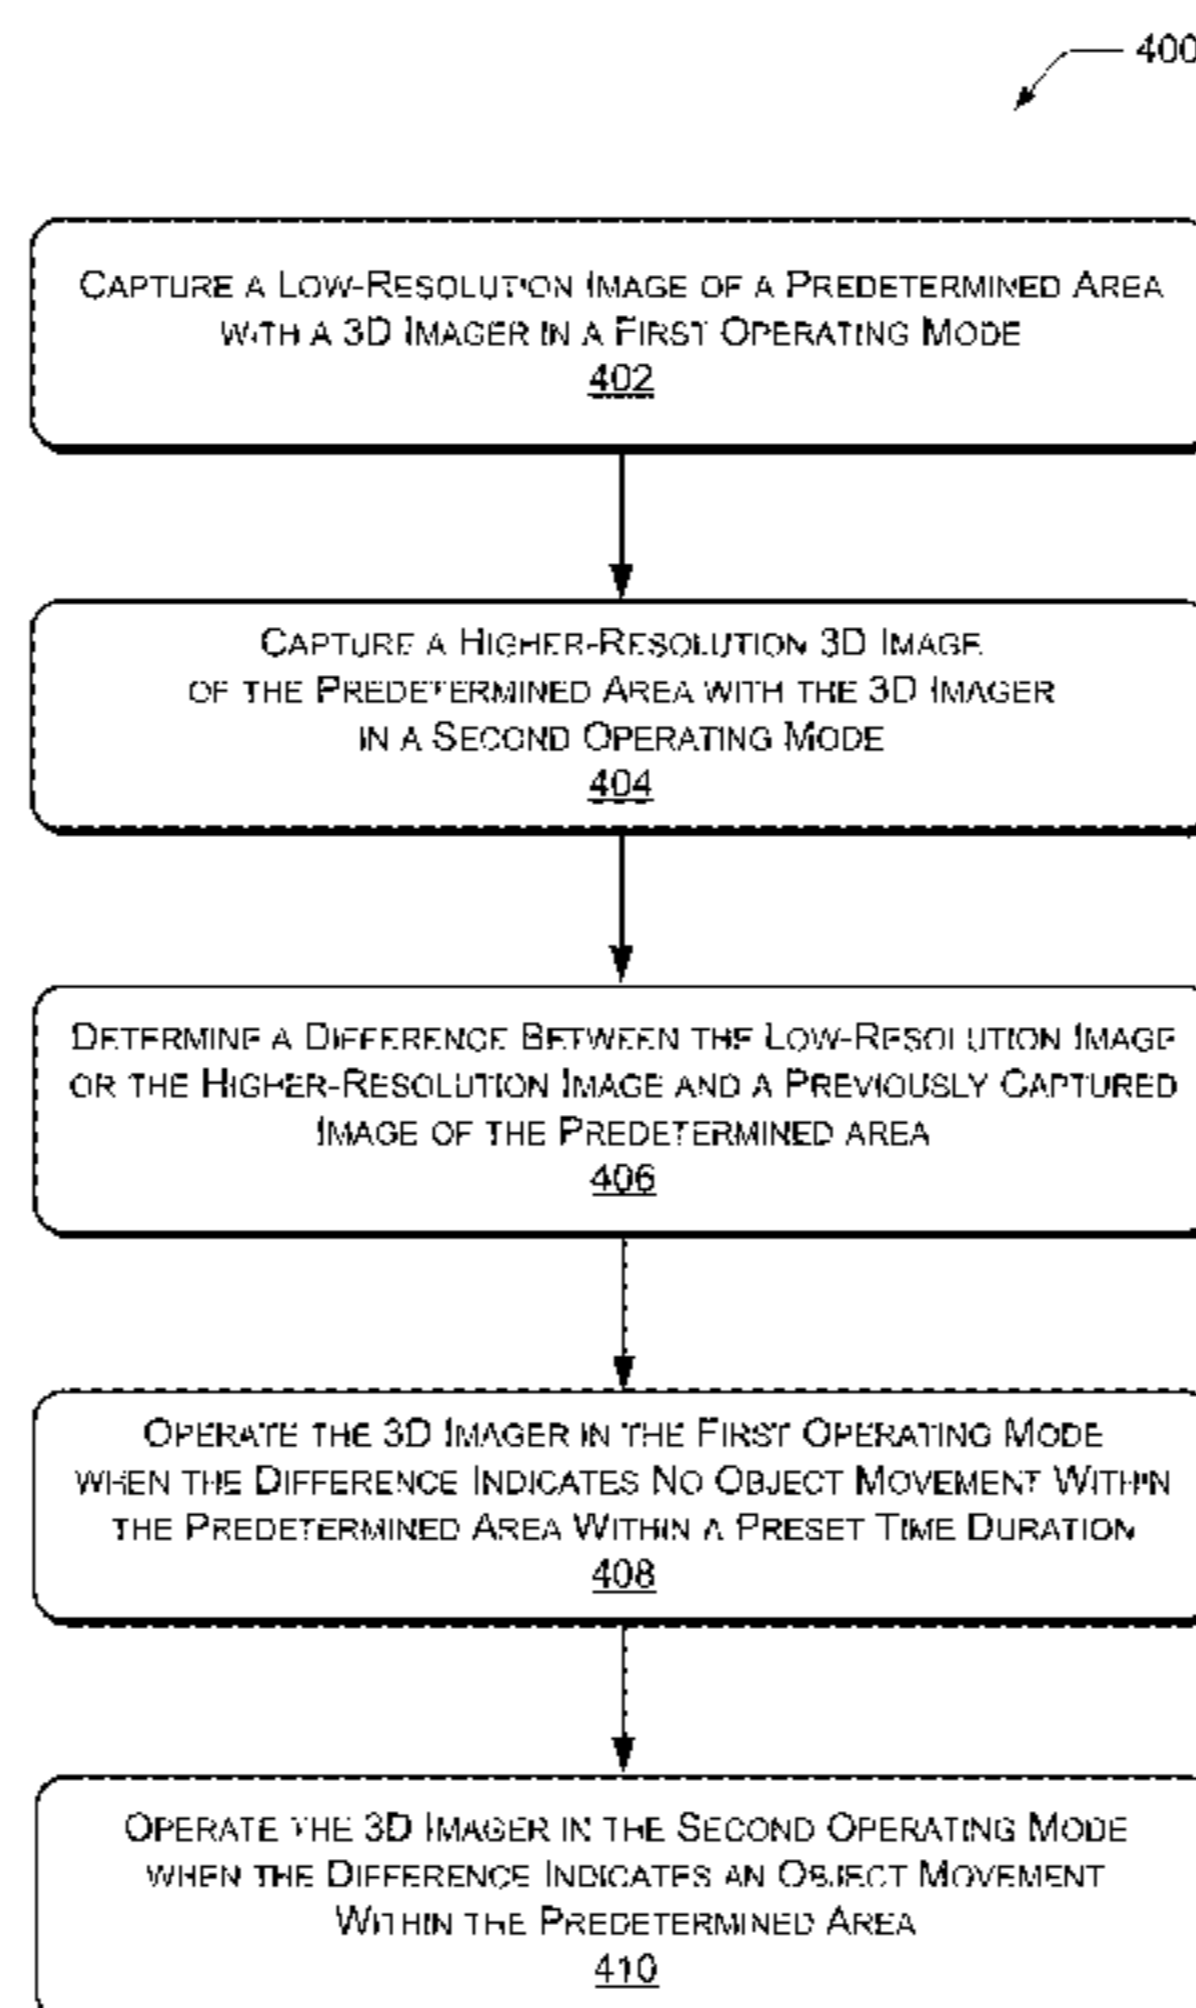 400
CAPTURE A LOW-RESOLUTION IMAGE OF A PREDETERMINED AREA
WITH A 3D IMAGER IN A FIRST OPERATING MODE
402
CAPTURE A HIGHER-RESOLUTION 3D IMAGE
OF THE PREDETERMINED AREA WITH THE 3D IMAGER
IN A SECOND OPERATING MODE
404
DETERMINE A DIFFERENCE BETWEEN THE LOW-RESOLUTION IMAGE
OR THE HIGHER-RESOLUTION IMAGE AND A PREVIOUSLY CAPTURED
IMAGE OF THE PREDETERMINED AREA
406
OPERATE THE 3D IMAGER IN THE FIRST OPERATING MODE
WHEN THE DIFFERENCE INDICATES NO OBJECT MOVEMENT WITHIN
THE PREDETERMINED AREA WITHIN A PRESET TIME DURATION
408
OPERATE THE 3D IMAGER IN THE SECOND OPERATING MODE
WHEN THE DIFFERENCE INDICATES AN OBJECT MOVEMENT
WITHIN THE PREDETERMINED AREA
410